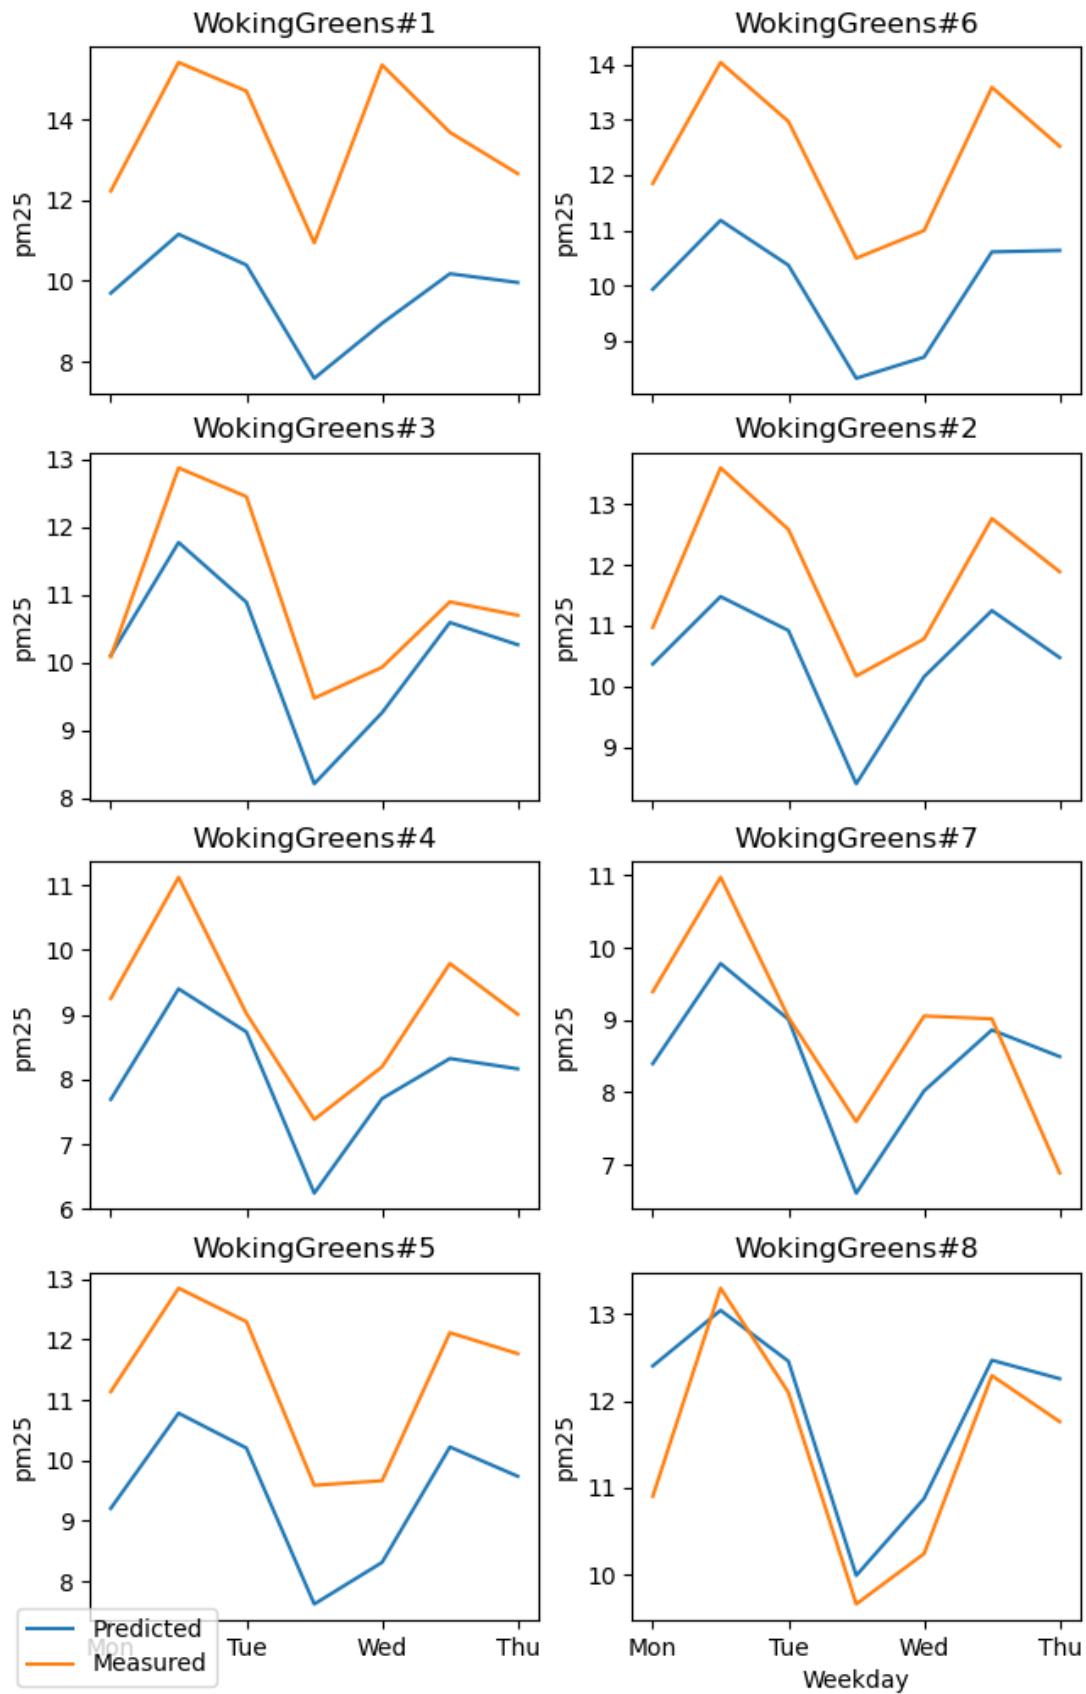 WokingGreens#1
14
12
10
8
pm25
WokingGreens#6
14
13
12
11
10
9
pm25
WokingGreens#3
13
12
11
10
9
8
pm25
WokingGreens#2
13
12
11
10
9
pm25
WokingGreens#4
11
10
9
8
7
6
pm25
WokingGreens#7
11
10
9
8
7
pm25
WokingGreens#5
13
12
11
10
9
8
pm25
Mon Tue Wed Thu
Predicted
Measured
WokingGreens#8
13
12
11
10
pm25
Mon Tue Wed Thu
Weekday